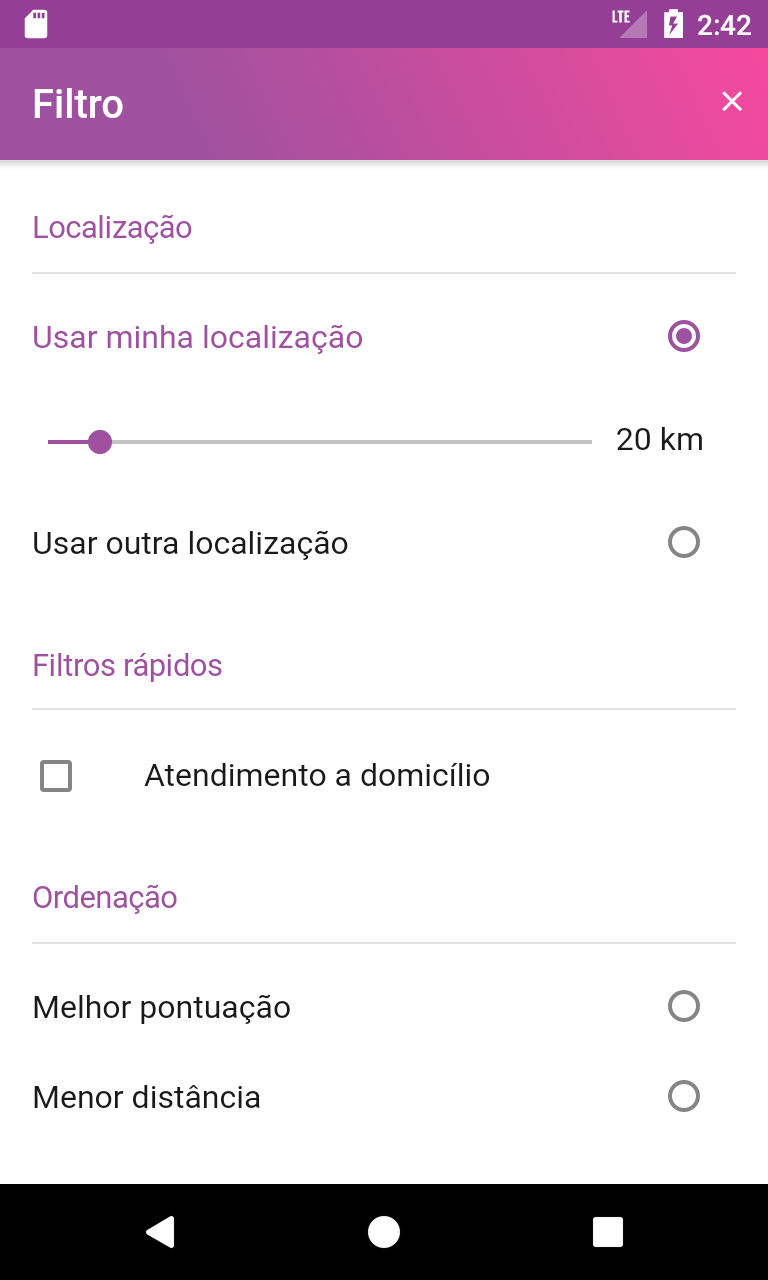 LTE 2:42
Filtro
Localização
Usar minha localização
20 km
Usar outra localização
Filtros rápidos
Atendimento a domicílio
Ordenação
Melhor pontuação
Menor distância